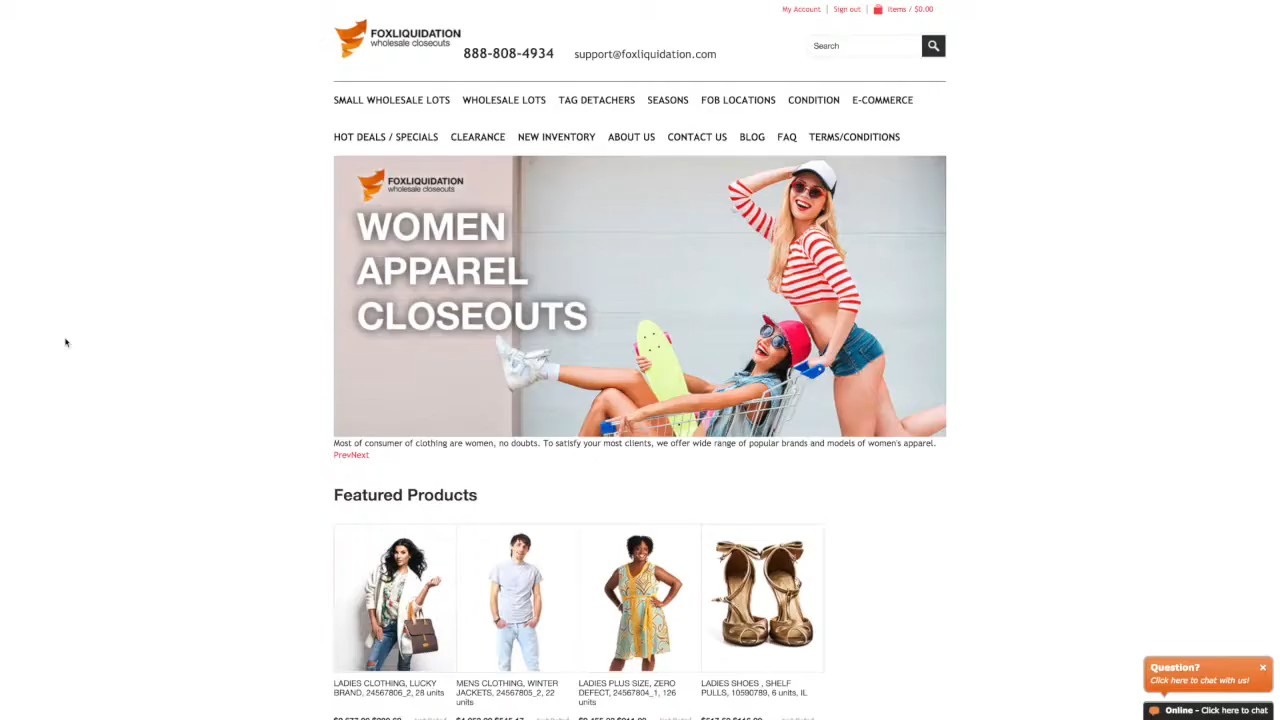 My Account | Sign out | Items / $0.00
FOXLIQUIDATION
wholesale closeouts
888-808-4934 support@foxliquidation.com
Search
SMALL WHOLESALE LOTS WHOLESALE LOTS TAG DETACHERS SEASONS FOB LOCATIONS CONDITION E-COMMERCE
HOT DEALS / SPECIALS CLEARANCE NEW INVENTORY ABOUT US CONTACT US BLOG FAQ TERMS/CONDITIONS
FOXLIQUIDATION
wholesale closeouts
WOMEN
APPAREL
CLOSEOUTS
Most of consumer of clothing are women, no doubts. To satisfy your most clients, we offer wide range of popular brands and models of women's apparel.
PrevNext
Featured Products
LADIES CLOTHING, LUCKY
BRAND, 24567806_2, 28 units
MENS CLOTHING, WINTER
JACKETS, 24567805_2, 22
units
LADIES PLUS SIZE, ZERO
DEFECT, 24567804_1, 126
units
LADIES SHOES , SHELF
PULLS, 10590789, 6 units, IL
Question?
Click here to chat with us!
Online - Click here to chat